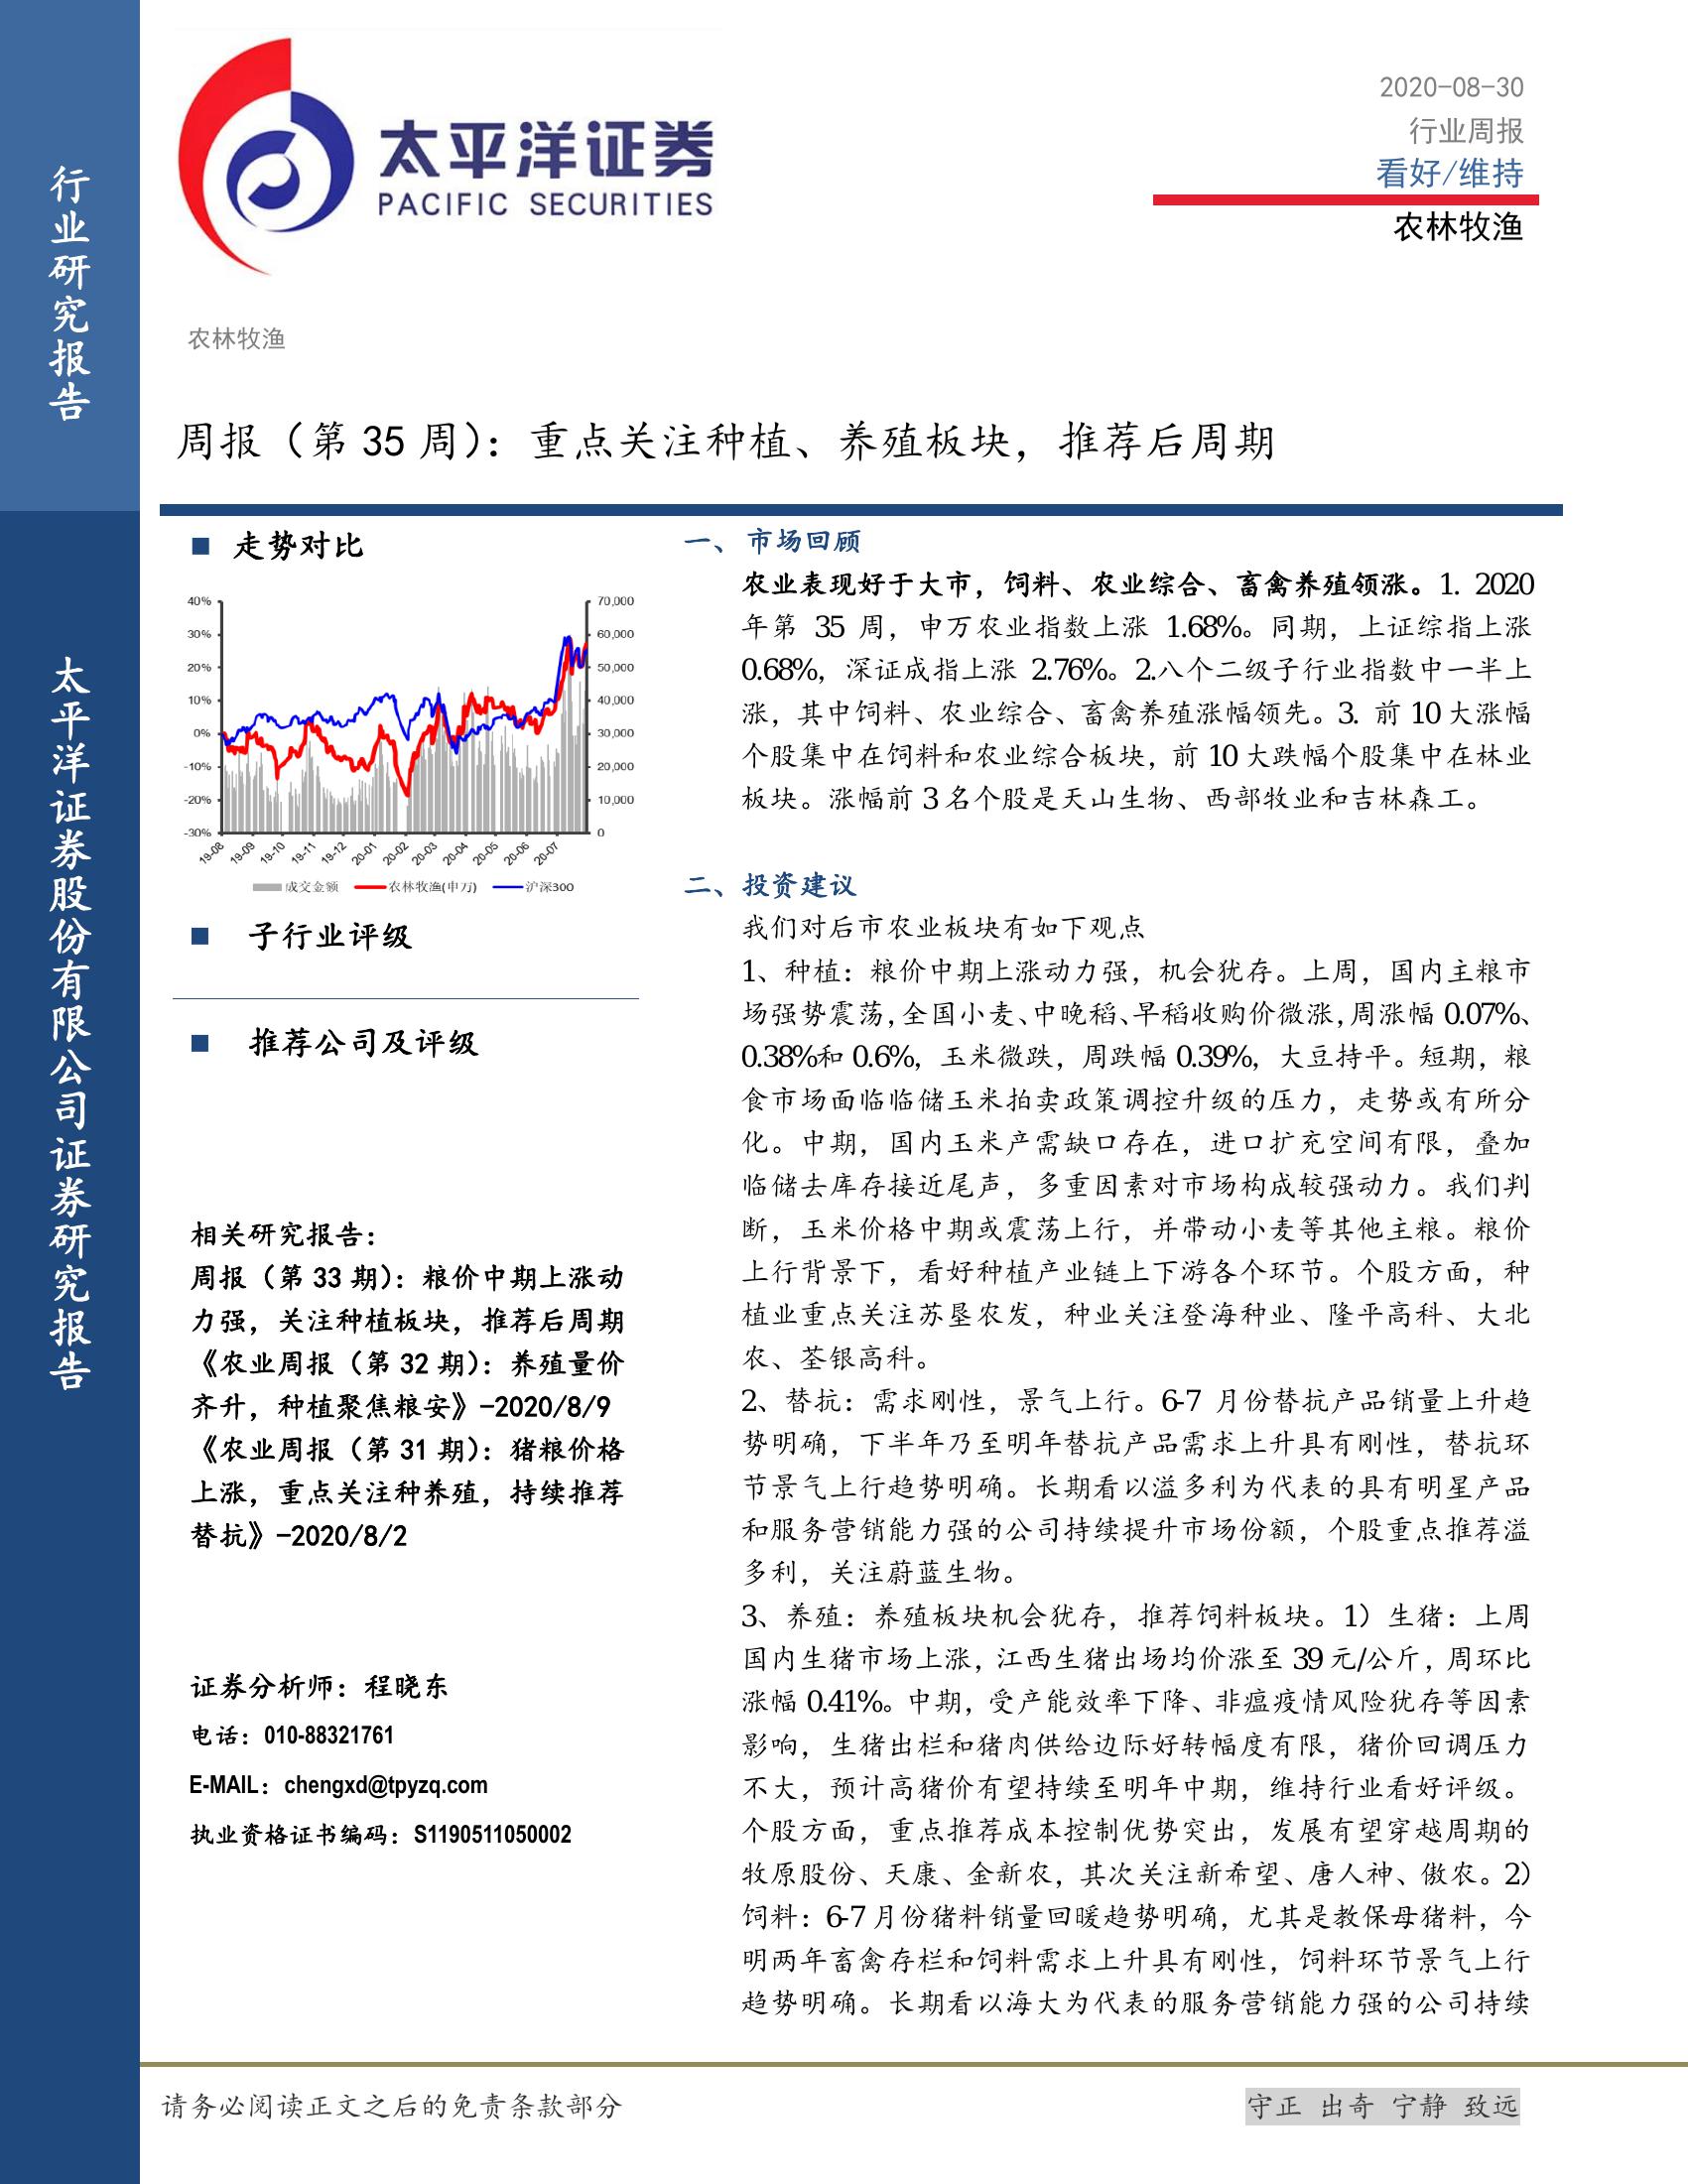 行业研究报告
太平洋证券股份有限公司证券研究报告
太平洋证券
PACIFIC SECURITIES
2020-08-30
行业周报
看好/维持
农林牧渔
农林牧渔
周报（第 35 周）：重点关注种植、养殖板块，推荐后周期
走势对比
40%
30%
20%
10%
0%
-10%
-20%
-30%
70,000
60,000
50,000
40,000
30,000
20,000
10,000
0
19-08 19-09 19-10 19-11 19-12 20-01 20-02 20-03 20-04 20-05 20-06 20-07
成交金额 农林牧渔(申万) 沪深300
子行业评级
推荐公司及评级
相关研究报告：
周报（第 33 期）：粮价中期上涨动
力强，关注种植板块，推荐后周期
《农业周报（第 32 期）：养殖量价
齐升，种植聚焦粮安》-2020/8/9
《农业周报（第 31 期）：猪粮价格
上涨，重点关注种养殖，持续推荐
替抗》-2020/8/2
证券分析师：程晓东
电话：010-88321761
E-MAIL：chengxd@tpyzq.com
执业资格证书编码：S1190511050002
一、 市场回顾
农业表现好于大市，饲料、农业综合、畜禽养殖领涨。1. 2020
年第 35 周，申万农业指数上涨 1.68%。同期，上证综指上涨
0.68%，深证成指上涨 2.76%。2.八个二级子行业指数中一半上
涨，其中饲料、农业综合、畜禽养殖涨幅领先。3. 前 10 大涨幅
个股集中在饲料和农业综合板块，前 10 大跌幅个股集中在林业
板块。涨幅前 3 名个股是天山生物、西部牧业和吉林森工。
二、投资建议
我们对后市农业板块有如下观点
1、种植：粮价中期上涨动力强，机会犹存。上周，国内主粮市
场强势震荡,全国小麦、中晚稻、早稻收购价微涨,周涨幅 0.07%、
0.38%和 0.6%，玉米微跌，周跌幅 0.39%，大豆持平。短期，粮
食市场面临临储玉米拍卖政策调控升级的压力，走势或有所分
化。中期，国内玉米产需缺口存在，进口扩充空间有限，叠加
临储去库存接近尾声，多重因素对市场构成较强动力。我们判
断，玉米价格中期或震荡上行，并带动小麦等其他主粮。粮价
上行背景下，看好种植产业链上下游各个环节。个股方面，种
植业重点关注苏垦农发，种业关注登海种业、隆平高科、大北
农、荃银高科。
2、替抗：需求刚性，景气上行。6-7 月份替抗产品销量上升趋
势明确，下半年乃至明年替抗产品需求上升具有刚性，替抗环
节景气上行趋势明确。长期看以溢多利为代表的具有明星产品
和服务营销能力强的公司持续提升市场份额，个股重点推荐溢
多利，关注蔚蓝生物。
3、养殖：养殖板块机会犹存，推荐饲料板块。1）生猪：上周
国内生猪市场上涨,江西生猪出场均价涨至 39 元/公斤，周环比
涨幅 0.41%。中期，受产能效率下降、非瘟疫情风险犹存等因素
影响，生猪出栏和猪肉供给边际好转幅度有限，猪价回调压力
不大，预计高猪价有望持续至明年中期，维持行业看好评级。
个股方面，重点推荐成本控制优势突出，发展有望穿越周期的
牧原股份、天康、金新农，其次关注新希望、唐人神、傲农。2）
饲料：6-7 月份猪料销量回暖趋势明确，尤其是教保母猪料，今
明两年畜禽存栏和饲料需求上升具有刚性，饲料环节景气上行
趋势明确。长期看以海大为代表的服务营销能力强的公司持续
请务必阅读正文之后的免责条款部分
守正 出奇 宁静 致远